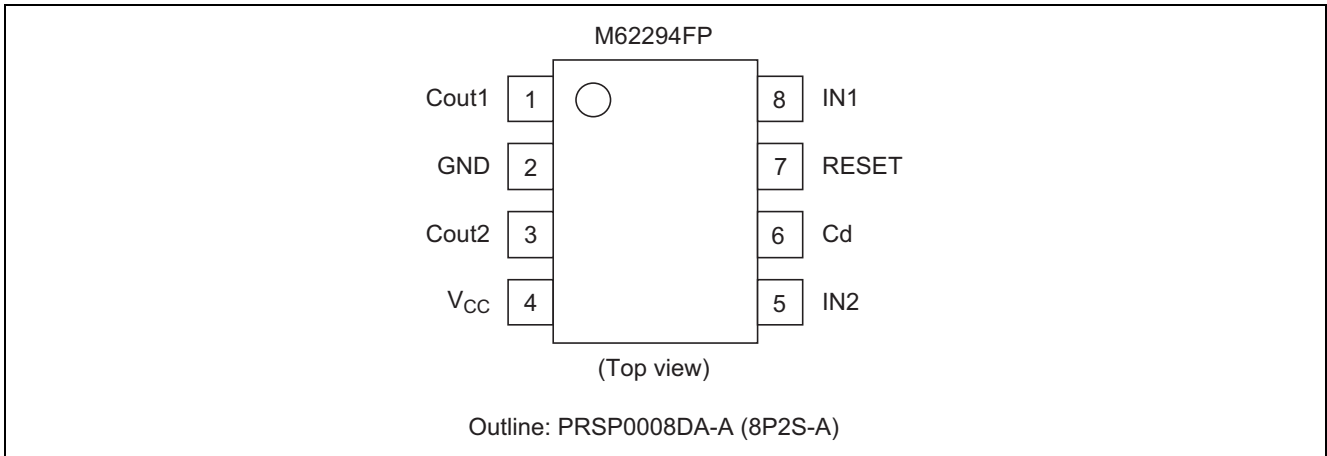 M62294FP
Cout1 1 8 IN1
GND 2 7 RESET
Cout2 3 6 Cd
VCC 4 5 IN2
(Top view)
Outline: PRSP0008DA-A (8P2S-A)